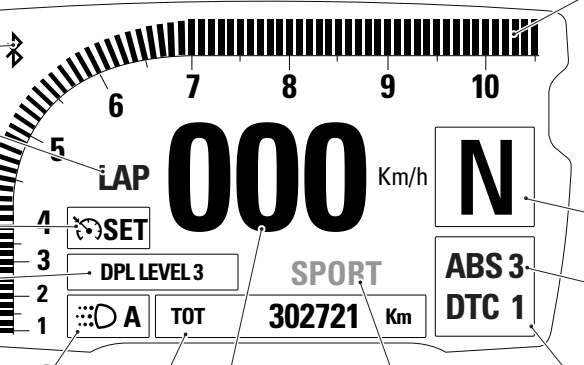 7 8 9 10
6
5
LAP 000 Km/h N
4 SET
3 DPL LEVEL 3 SPORT ABS 3
2 DTC 1
1 A TOT 302721 Km